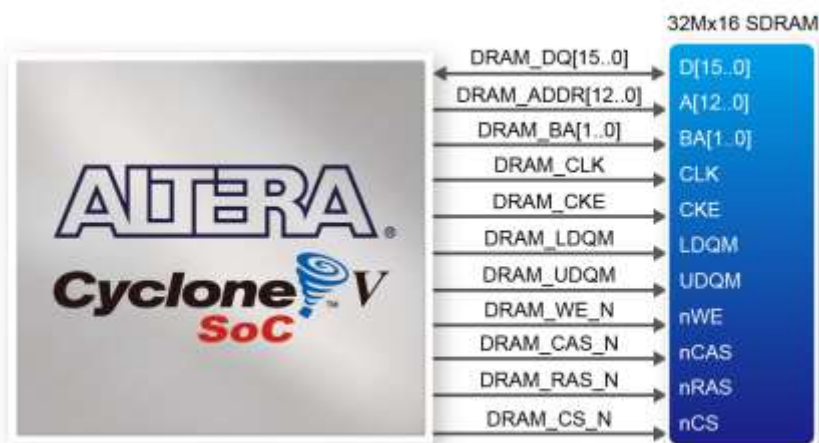 32Mx16 SDRAM
DRAM_DQ[15..0]
D[15..0]
DRAM_ADDR[12..0]
A[12..0]
DRAM_BA[1..0]
BA[1..0]
DRAM_CLK
CLK
DRAM_CKE
CKE
DRAM_LDQM
LDQM
DRAM_UDQM
UDQM
DRAM_WE_N
nWE
DRAM_CAS_N
nCAS
DRAM_RAS_N
nRAS
DRAM_CS_N
nCS
ALTERA®
Cyclone™ V
SoC